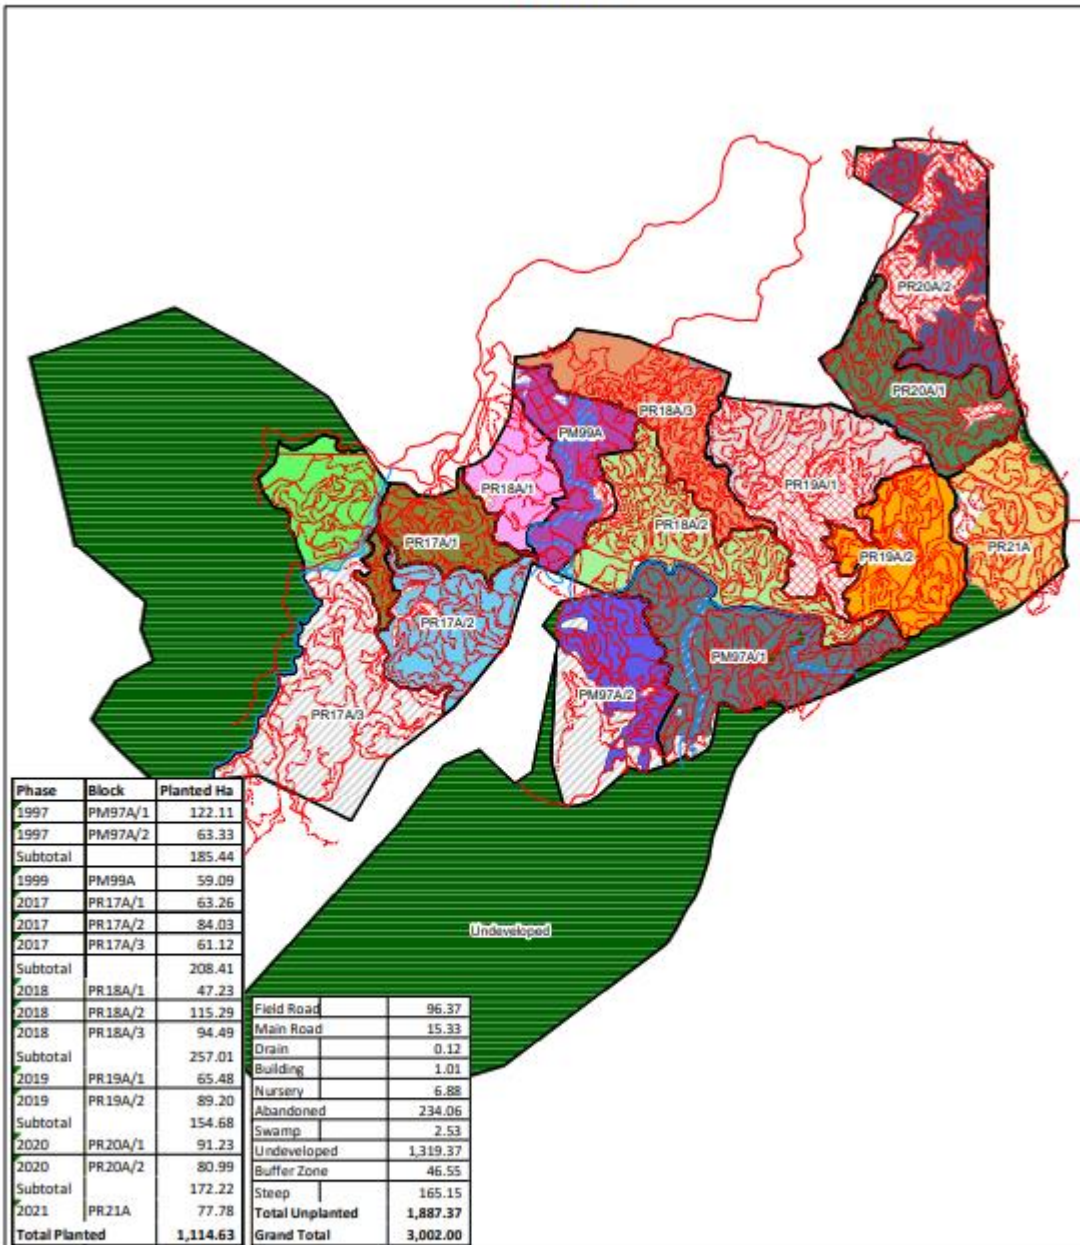 PR20A/2
PR20A/1
PR18A/3
PM99A
PR18A/1
PR19A/1
PR18A/2
PR17A/1
PR21A
PR19A/2
PR17A/2
PM97A/1
PM97A/2
PR17A/3
Undeveloped
Phase Block Planted Ha
1997 PM97A/1 122.11
1997 PM97A/2 63.33
Subtotal 185.44
1999 PM99A 59.09
2017 PR17A/1 63.26
2017 PR17A/2 84.03
2017 PR17A/3 61.12
Subtotal 208.41
2018 PR18A/1 47.23
2018 PR18A/2 115.29
2018 PR18A/3 94.49
Subtotal 257.01
2019 PR19A/1 65.48
2019 PR19A/2 89.20
Subtotal 154.68
2020 PR20A/1 91.23
2020 PR20A/2 80.99
Subtotal 172.22
2021 PR21A 77.78
Total Planted 1,114.63
Field Road 96.37
Main Road 15.33
Drain 0.12
Building 1.01
Nursery 6.88
Abandoned 234.06
Swamp 2.53
Undeveloped 1,319.37
Buffer Zone 46.55
Steep 165.15
Total Unplanted 1,887.37
Grand Total 3,002.00